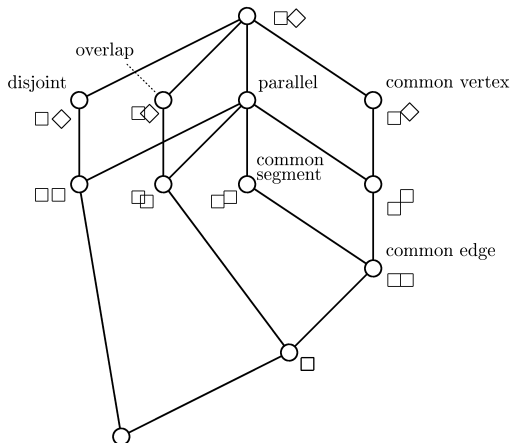 overlap
disjoint
parallel
common vertex
common
segment
common edge